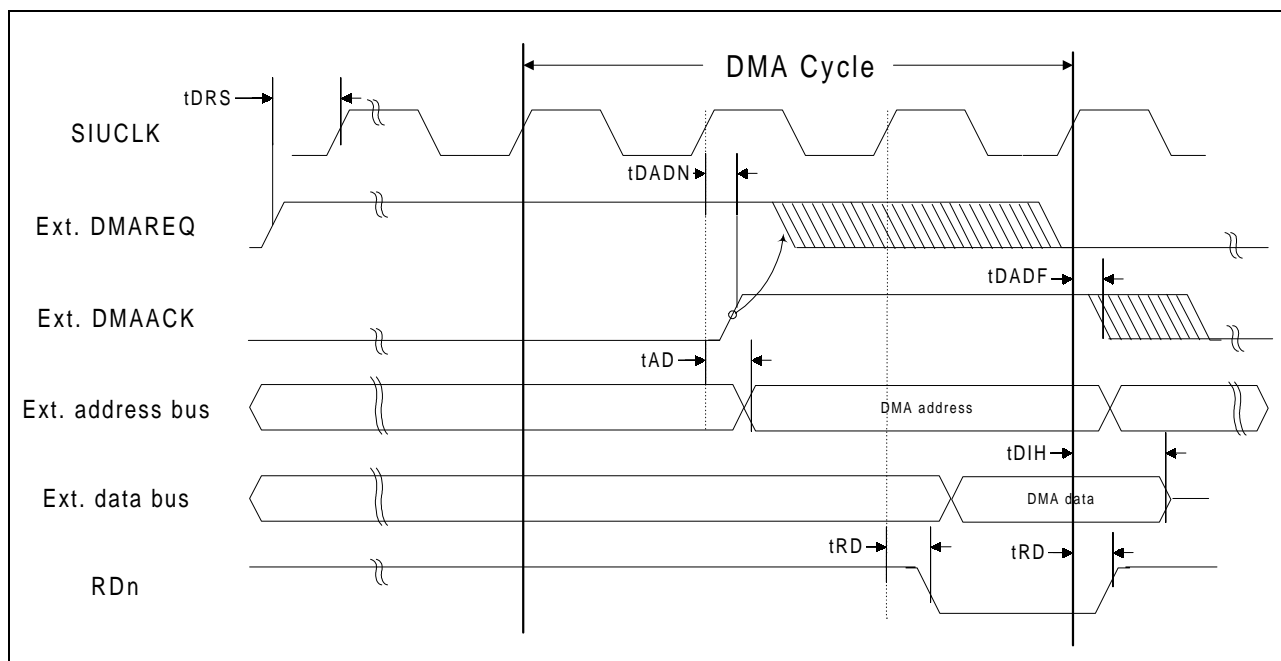 DMA Cycle
tDRS
SIUCLK
tDADN
Ext. DMAREQ
tDADF
Ext. DMAACK
tAD
Ext. address bus
DMA address
tDIH
Ext. data bus
DMA data
tRD
tRD
RDn